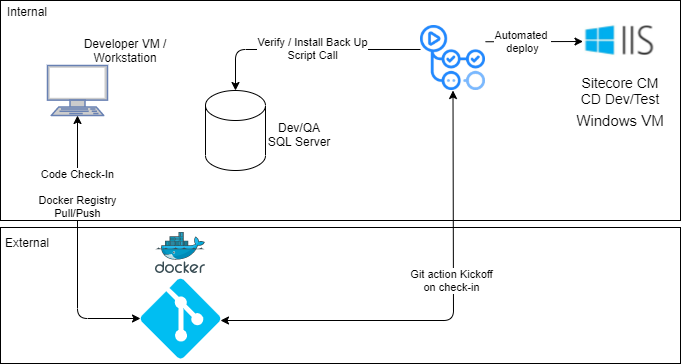 Internal
Developer VM /
Workstation
Verify / Install Back Up
Script Call
Automated
deploy
IIS
Sitecore CM
CD Dev/Test
Windows VM
Dev/QA
SQL Server
Code Check-In
Docker Registry
Pull/Push
External
docker
Git action Kickoff
on check-in